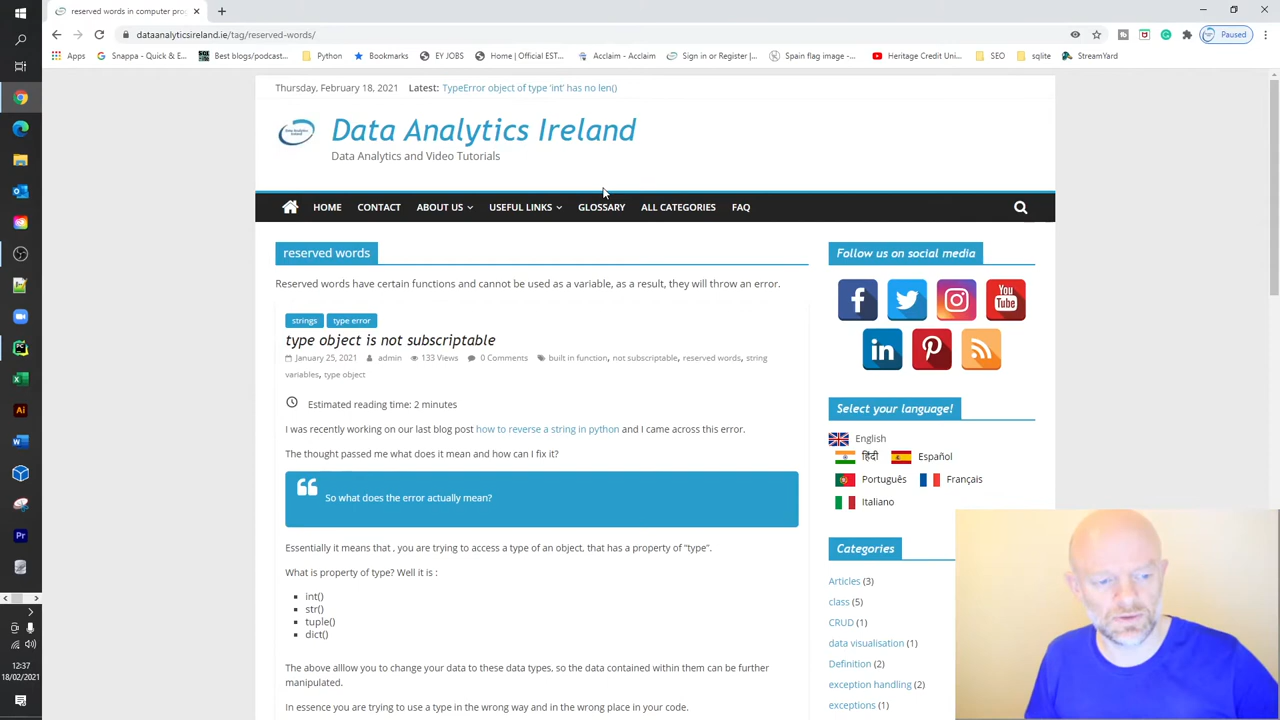 reserved words in computer pro
dataanalyticsireland.ie/tag/reserved-words/
Paused
Apps
Snappa - Quick & E...
Best blogs/podcast...
Python
Bookmarks
EY JOBS
Home | Official EST...
Acclaim - Acclaim
Sign in or Register |...
Spain flag image -...
Heritage Credit Uni...
SEO
sqlite
StreamYard
Thursday, February 18, 2021 Latest: TypeError object of type 'int' has no len()
Data Analytics Ireland
Data Analytics and Video Tutorials
HOME CONTACT ABOUT US USEFUL LINKS GLOSSARY ALL CATEGORIES FAQ
reserved words
Reserved words have certain functions and cannot be used as a variable, as a result, they will throw an error.
strings type error
type object is not subscriptable
January 25, 2021 admin 133 Views 0 Comments built in function, not subscriptable, reserved words, string
variables, type object
Estimated reading time: 2 minutes
I was recently working on our last blog post how to reverse a string in python and I came across this error.
The thought passed me what does it mean and how can I fix it?
So what does the error actually mean?
Essentially it means that , you are trying to access a type of an object, that has a property of “type”.
What is property of type? Well it is :
int()
str()
tuple()
dict()
The above alllow you to change your data to these data types, so the data contained within them can be further
manipulated.
In essence you are trying to use a type in the wrong way and in the wrong place in your code.
Follow us on social media
You
Tube
in
Select your language!
English
हिंदी Español
Português Français
Italiano
Categories
Articles (3)
class (5)
CRUD (1)
data visualisation (1)
Definition (2)
exception handling (2)
exceptions (1)
12:37
18/02/2021